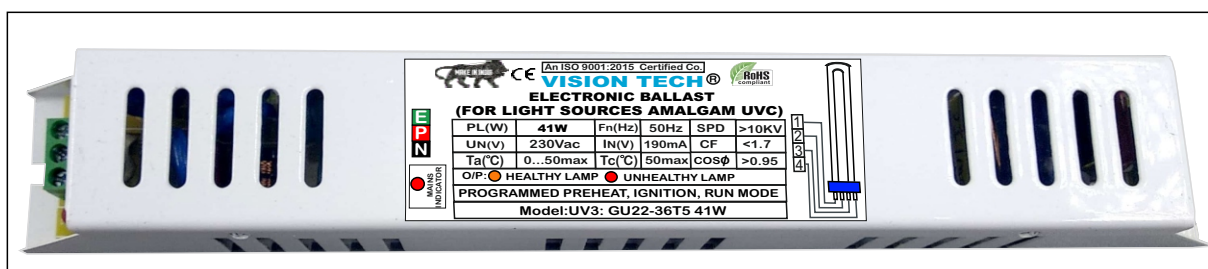 MAKE IN INDIA
CE
An ISO 9001:2015 Certified Co.
VISION TECH®
RoHS
compliant
ELECTRONIC BALLAST
(FOR LIGHT SOURCES AMALGAM UVC)
E
P
N
PL(W) 41W Fn(Hz) 50Hz SPD >10KV
UN(V) 230Vac IN(V) 190mA CF <1.7
Ta(℃) 0...50max Tc(℃) 50max COSϕ >0.95
O/P: HEALTHY LAMP UNHEALTHY LAMP
PROGRAMMED PREHEAT, IGNITION, RUN MODE
Model:UV3: GU22-36T5 41W
MAINS
INDICATOR
1
2
3
4